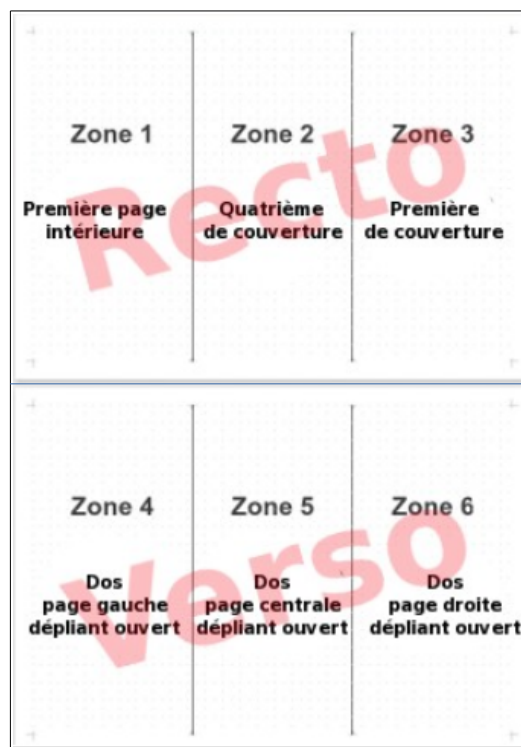 Zone 1
Zone 2
Zone 3
Recto
Première page
intérieure
Quatrième
de couverture
Première
de couverture
Zone 4
Zone 5
Zone 6
Verso
Dos
page gauche
dépliant ouvert
Dos
page centrale
dépliant ouvert
Dos
page droite
dépliant ouvert